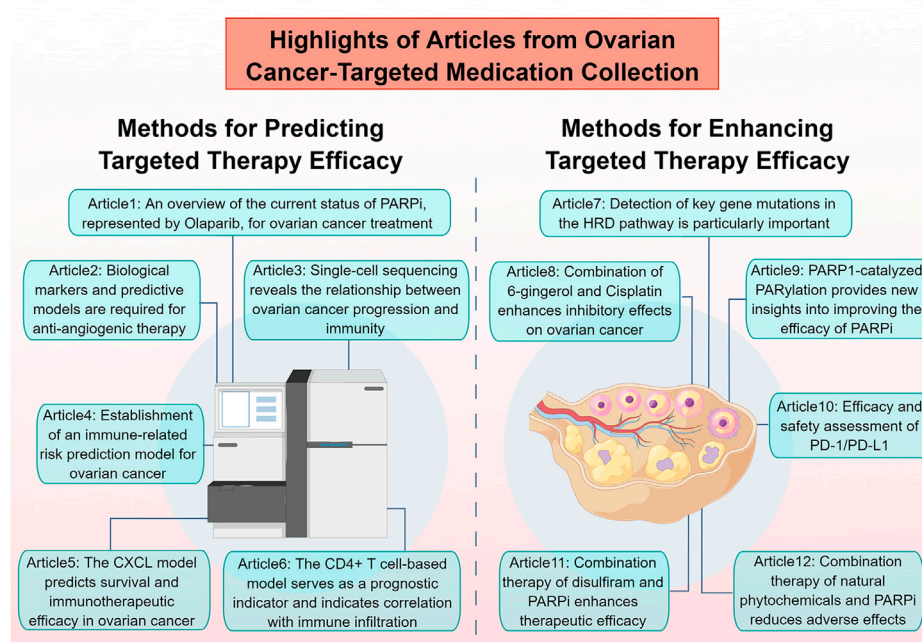 Highlights of Articles from Ovarian
Cancer-Targeted Medication Collection
Methods for Predicting
Targeted Therapy Efficacy
Article1: An overview of the current status of PARPi,
represented by Olaparib, for ovarian cancer treatment
Article2: Biological
markers and predictive
models are required for
anti-angiogenic therapy
Article3: Single-cell sequencing
reveals the relationship between
ovarian cancer progression and
immunity
Article4: Establishment
of an immune-related
risk prediction model for
ovarian cancer
Article5: The CXCL model
predicts survival and
immunotherapeutic
efficacy in ovarian cancer
Article6: The CD4+ T cell-based
model serves as a prognostic
indicator and indicates correlation
with immune infiltration
Methods for Enhancing
Targeted Therapy Efficacy
Article7: Detection of key gene mutations in
the HRD pathway is particularly important
Article8: Combination of
6-gingerol and Cisplatin
enhances inhibitory effects
on ovarian cancer
Article9: PARP1-catalyzed
PARylation provides new
insights into improving the
efficacy of PARPi
Article10: Efficacy and
safety assessment of
PD-1/PD-L1
Article11: Combination
therapy of disulfiram and
PARPi enhances
therapeutic efficacy
Article12: Combination
therapy of natural
phytochemicals and PARPi
reduces adverse effects